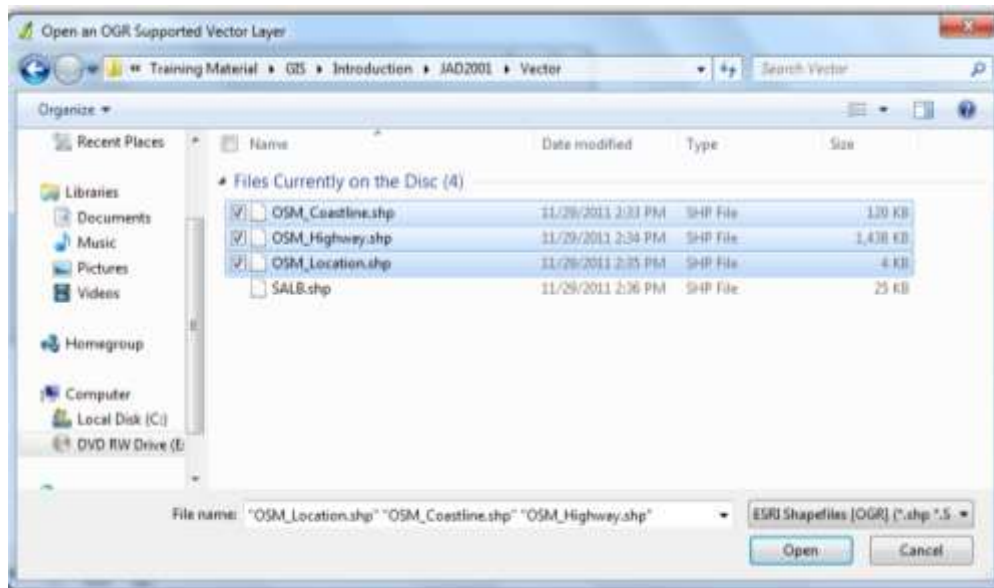 Open an OGR Supported Vector Layer
« Training Material ▸ GIS ▸ Introduction ▸ JAD2001 ▸ Vector
Search Vector
Organize
Name Date modified Type Size
Files Currently on the Disc (4)
OSM_Coastline.shp 11/29/2011 2:33 PM SHP File 120 KB
OSM_Highway.shp 11/29/2011 2:34 PM SHP File 1,438 KB
OSM_Location.shp 11/29/2011 2:35 PM SHP File 4 KB
SALB.shp 11/29/2011 2:36 PM SHP File 25 KB
Recent Places
Libraries
Documents
Music
Pictures
Videos
Homegroup
Computer
Local Disk (C:)
DVD RW Drive (E:
File name: "OSM_Location.shp" "OSM_Coastline.shp" "OSM_Highway.shp"
ESRI Shapefiles [OGR] (*.shp *.S
Open Cancel